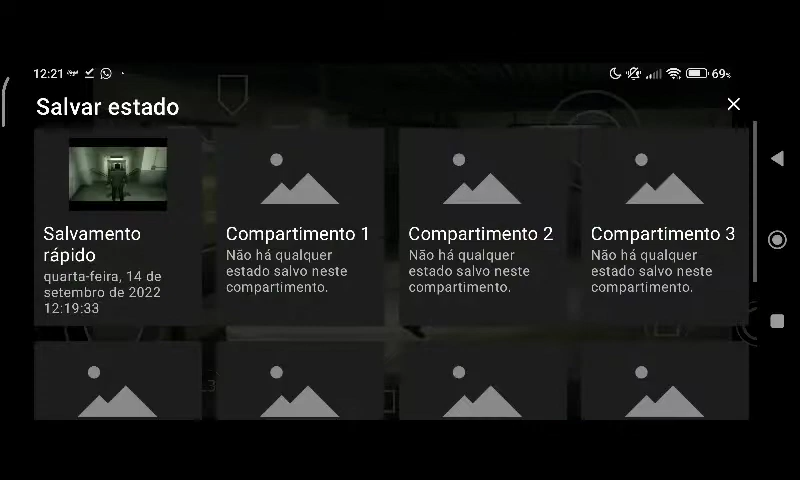 12:21
69%
Salvar estado
Salvamento
rápido
quarta-feira, 14 de
setembro de 2022
12:19:33
Compartimento 1
Não há qualquer
estado salvo neste
compartimento.
Compartimento 2
Não há qualquer
estado salvo neste
compartimento.
Compartimento 3
Não há qualquer
estado salvo neste
compartimento.
L3